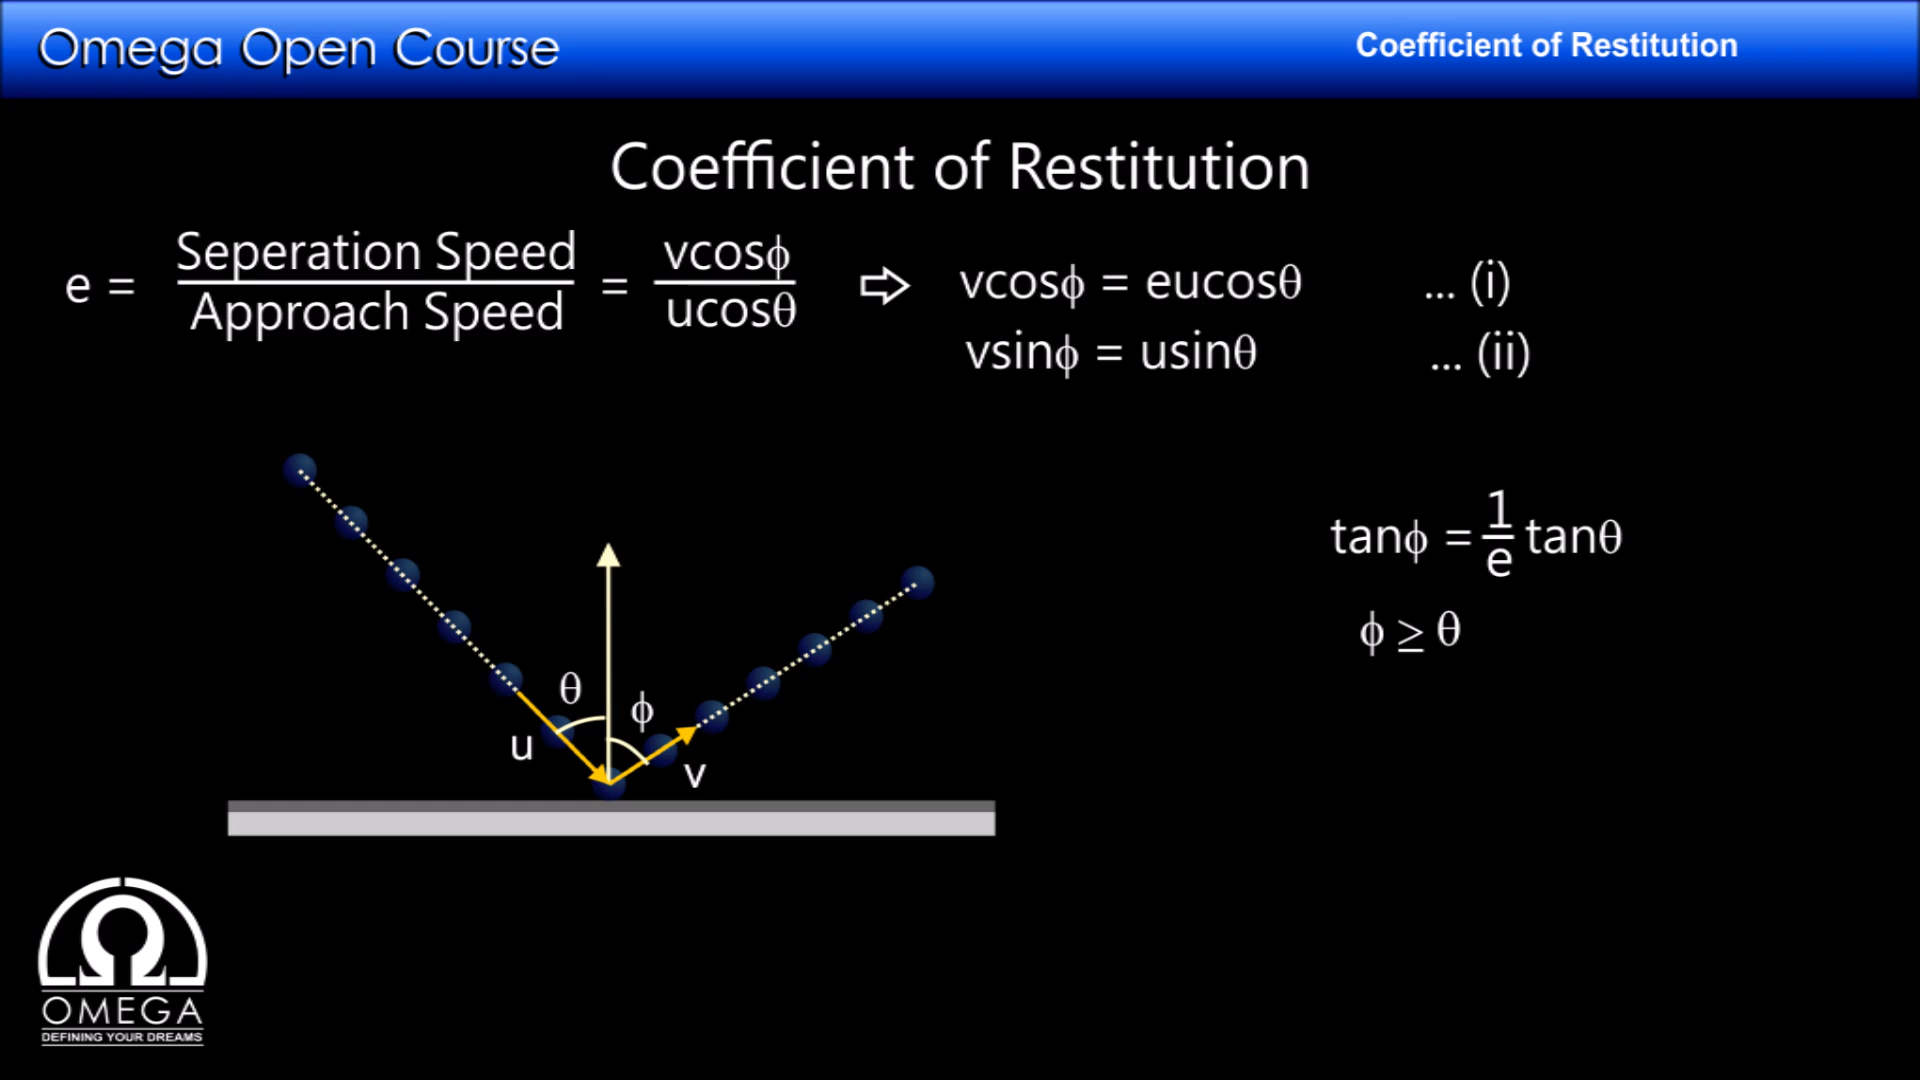 Omega Open Course
Coefficient of Restitution
Coefficient of Restitution
e = Seperation Speed / Approach Speed = vcosϕ / ucosθ ⇨ vcosϕ = eucosθ ... (i)
vsinϕ = usinθ ... (ii)
tanϕ = 1/e tanθ
ϕ ≥ θ
θ
ϕ
u
v
OMEGA
DEFINING YOUR DREAMS